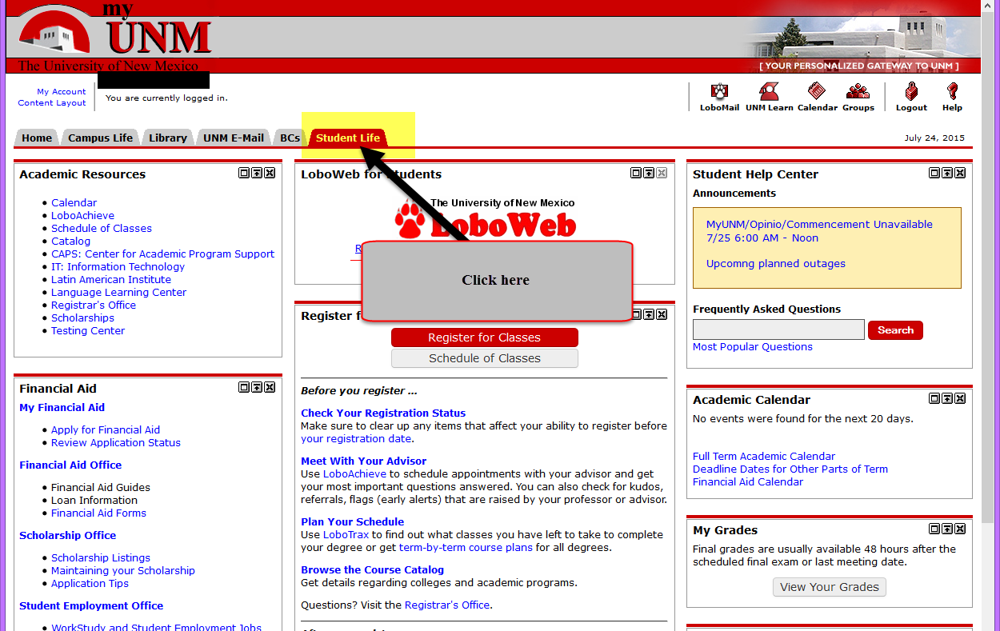 my
UNM
The University of New Mexico
[ YOUR PERSONALIZED GATEWAY TO UNM ]
My Account
Content Layout
You are currently logged in.
LoboMail UNM Learn Calendar Groups Logout Help
Home Campus Life Library UNM E-Mail BCs Student Life
July 24, 2015
Academic Resources
Calendar
LoboAchieve
Schedule of Classes
Catalog
CAPS: Center for Academic Program Support
IT: Information Technology
Latin American Institute
Language Learning Center
Registrar's Office
Scholarships
Testing Center
Financial Aid
My Financial Aid
Apply for Financial Aid
Review Application Status
Financial Aid Office
Financial Aid Guides
Loan Information
Financial Aid Forms
Scholarship Office
Scholarship Listings
Maintaining your Scholarship
Application Tips
Student Employment Office
WorkStudy and Student Employment Jobs
LoboWeb for Students
The University of New Mexico
LoboWeb
Click here
Register
Register for Classes
Schedule of Classes
Before you register ...
Check Your Registration Status
Make sure to clear up any items that affect your ability to register before
your registration date.
Meet With Your Advisor
Use LoboAchieve to schedule appointments with your advisor and get
your most important questions answered. You can also check for kudos,
referrals, flags (early alerts) that are raised by your professor or advisor.
Plan Your Schedule
Use LoboTrax to find out what classes you have left to take to complete
your degree or get term-by-term course plans for all degrees.
Browse the Course Catalog
Get details regarding colleges and academic programs.
Questions? Visit the Registrar's Office.
Student Help Center
Announcements
MyUNM/Opinio/Commencement Unavailable
7/25 6:00 AM - Noon
Upcomng planned outages
Frequently Asked Questions
Search
Most Popular Questions
Academic Calendar
No events were found for the next 20 days.
Full Term Academic Calendar
Deadline Dates for Other Parts of Term
Financial Aid Calendar
My Grades
Final grades are usually available 48 hours after the
scheduled final exam or last meeting date.
View Your Grades